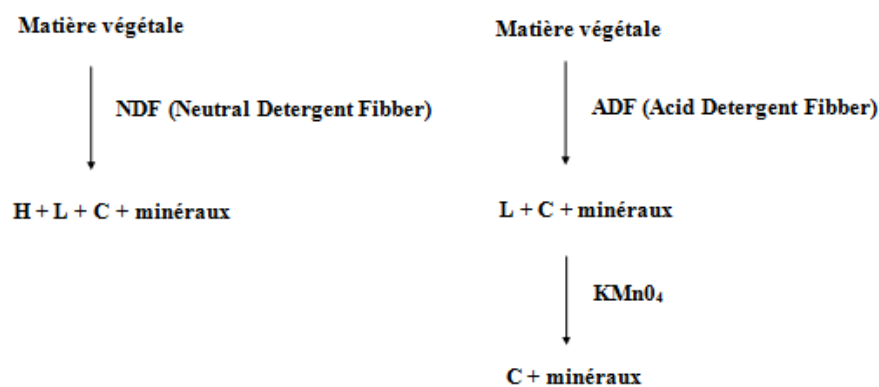 Matière végétale
NDF (Neutral Detergent Fibber)
H + L + C + minéraux
Matière végétale
ADF (Acid Detergent Fibber)
L + C + minéraux
KMn0₄
C + minéraux